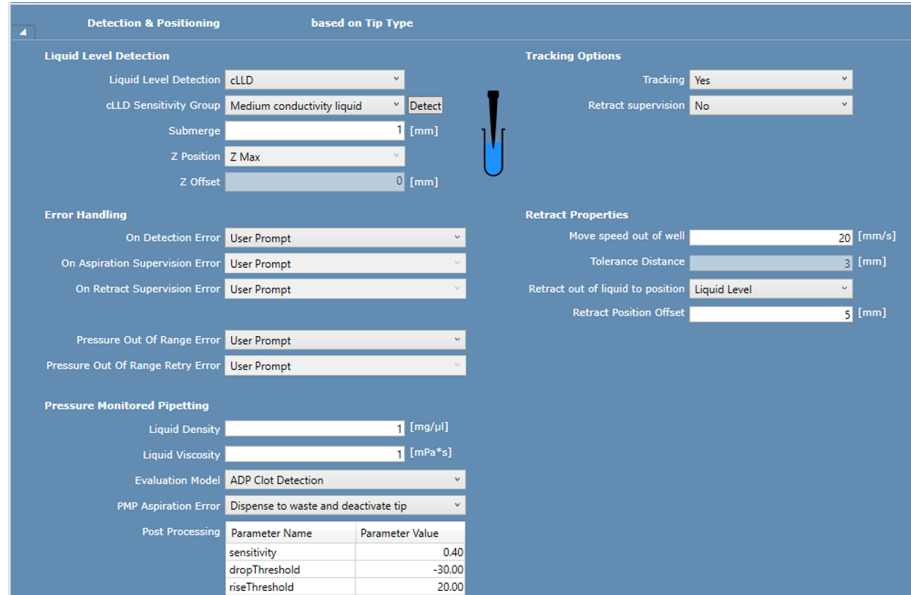 Detection & Positioning based on Tip Type
Liquid Level Detection
Liquid Level Detection cLLD
cLLD Sensitivity Group Medium conductivity liquid Detect
Submerge 1 [mm]
Z Position Z Max
Z Offset 0 [mm]
Tracking Options
Tracking Yes
Retract supervision No
Error Handling
On Detection Error User Prompt
On Aspiration Supervision Error User Prompt
On Retract Supervision Error User Prompt
Pressure Out Of Range Error User Prompt
Pressure Out Of Range Retry Error User Prompt
Retract Properties
Move speed out of well 20 [mm/s]
Tolerance Distance 3 [mm]
Retract out of liquid to position Liquid Level
Retract Position Offset 5 [mm]
Pressure Monitored Pipetting
Liquid Density 1 [mg/µl]
Liquid Viscosity 1 [mPa*s]
Evaluation Model ADP Clot Detection
PMP Aspiration Error Dispense to waste and deactivate tip
Post Processing Parameter Name Parameter Value
sensitivity 0.40
dropThreshold -30.00
riseThreshold 20.00